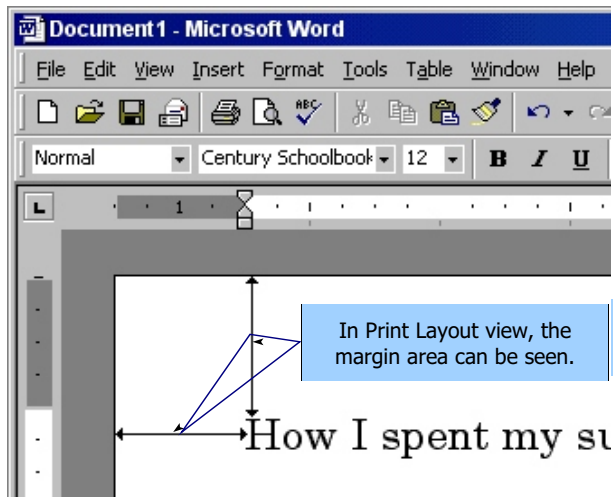 Document1 - Microsoft Word
File Edit View Insert Format Tools Table Window Help
ABC
Normal Century Schoolbook 12 B I U
L 1
In Print Layout view, the
margin area can be seen.
How I spent my su